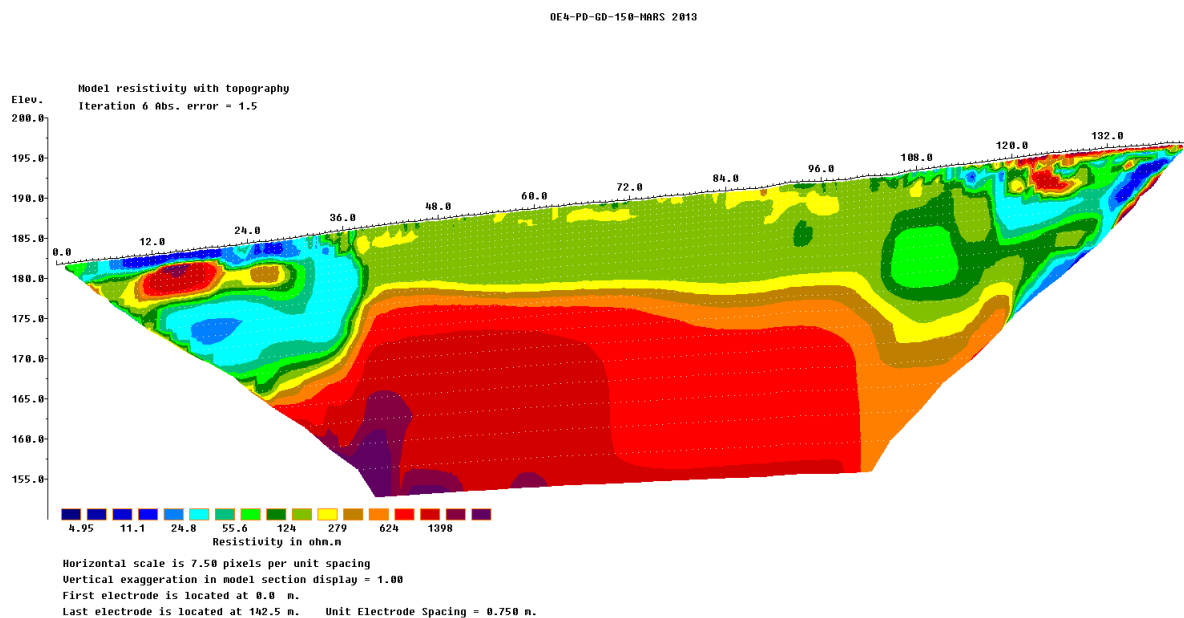 OE4-PD-GD-150-MARS 2013
Model resistivity with topography
Iteration 6 Abs. error = 1.5
Elev.
200.0
195.0
190.0
185.0
180.0
175.0
170.0
165.0
160.0
155.0
0.0 12.0 24.0 36.0 48.0 60.0 72.0 84.0 96.0 108.0 120.0 132.0
4.95 11.1 24.8 55.6 124 279 624 1398
Resistivity in ohm.m
Horizontal scale is 7.50 pixels per unit spacing
Vertical exaggeration in model section display = 1.00
First electrode is located at 0.0 m.
Last electrode is located at 142.5 m. Unit Electrode Spacing = 0.750 m.